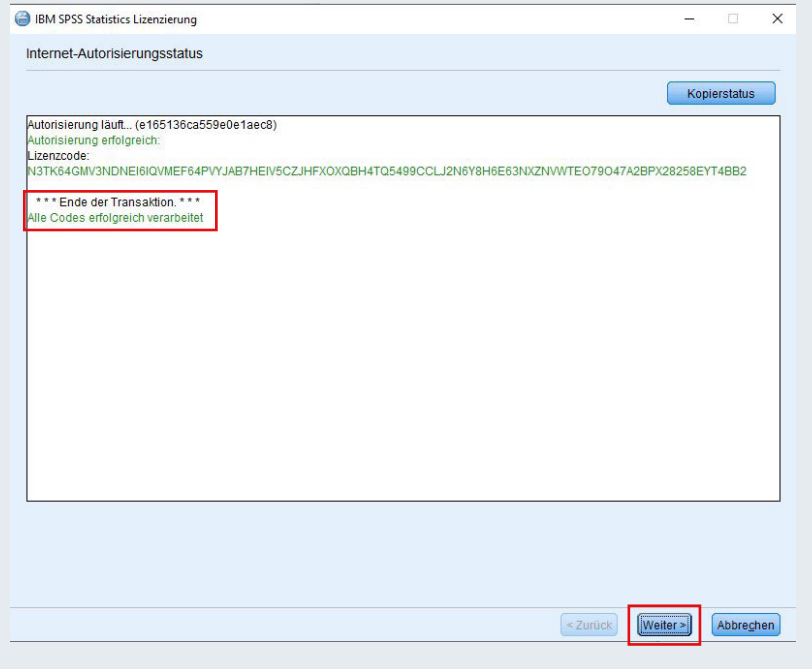 IBM SPSS Statistics Lizenzierung
Internet-Autorisierungsstatus
Kopierstatus
Autorisierung läuft... (e165136ca559e0e1aec8)
Autorisierung erfolgreich:
Lizenzcode:
N3TK64GMV3NDNEI6IQVMEF64PVYJAB7HEIV5CZJHFXOXQBH4TQ5499CCLJ2N6Y8H6E63NXZNVWTEO79O47A2BPX28258EYT4BB2
* * * Ende der Transaktion. * * *
Alle Codes erfolgreich verarbeitet
< Zurück
Weiter >
Abbrechen